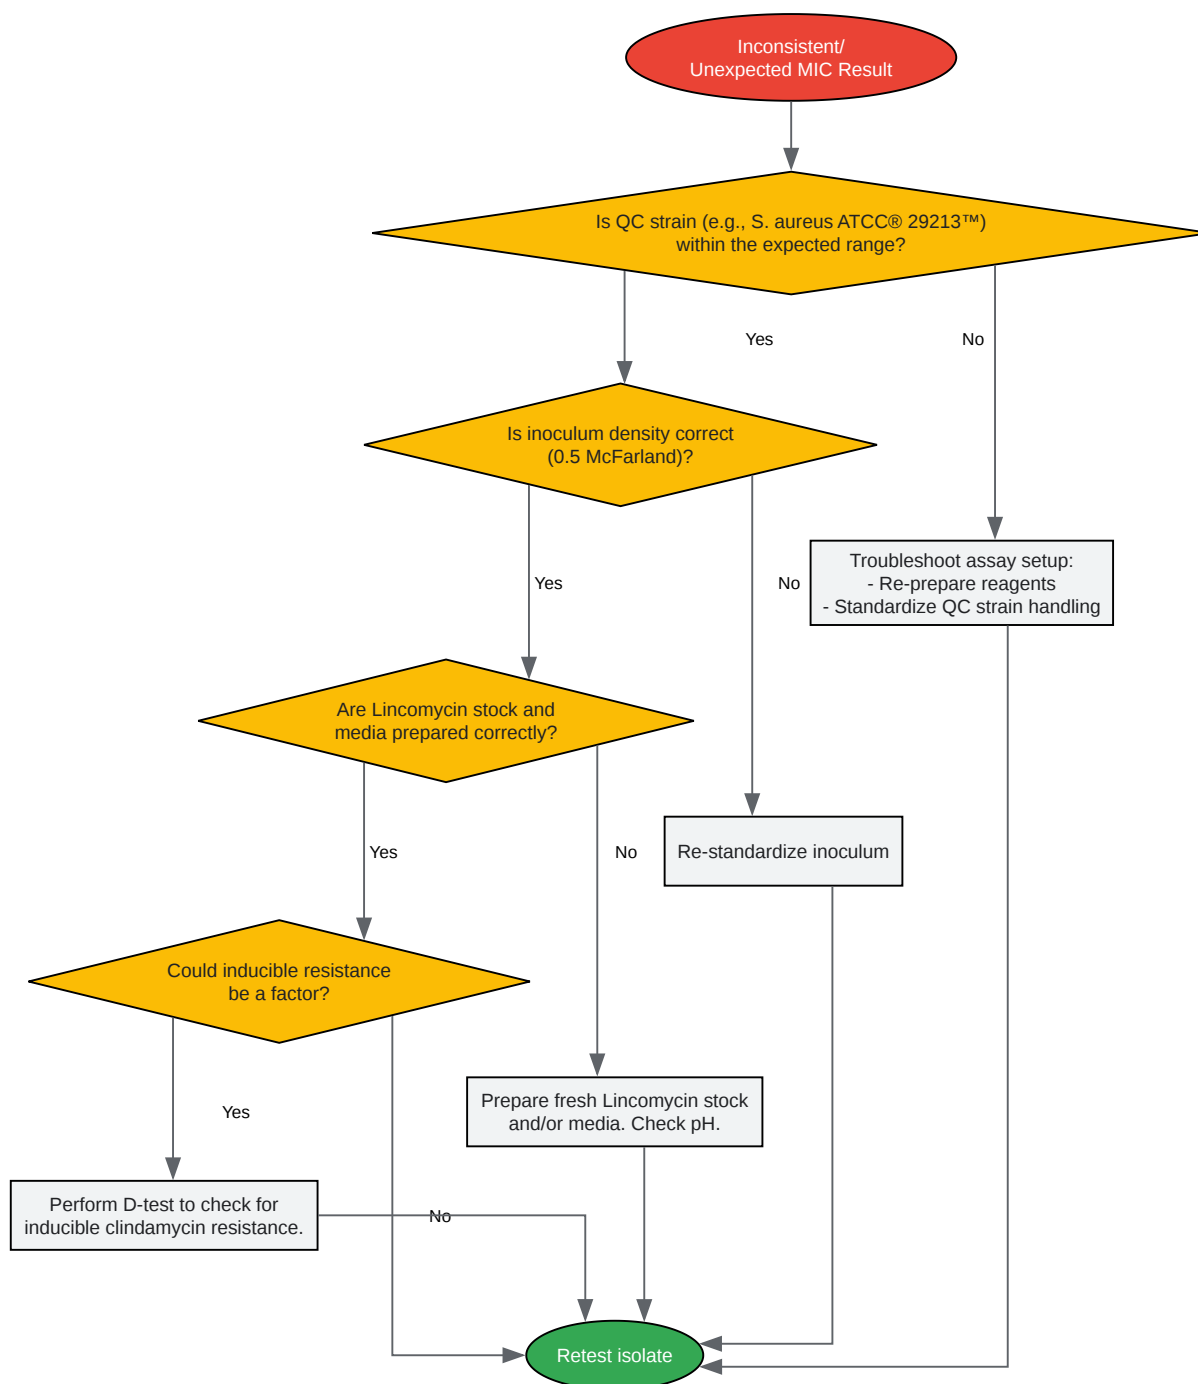 Inconsistent/
Unexpected MIC Result
Is QC strain (e.g., S. aureus ATCC® 29213™)
within the expected range?
Yes
No
Is inoculum density correct
(0.5 McFarland)?
Troubleshoot assay setup:
- Re-prepare reagents
- Standardize QC strain handling
Yes
No
Are Lincomycin stock and
media prepared correctly?
Yes
No
Re-standardize inoculum
Could inducible resistance
be a factor?
Prepare fresh Lincomycin stock
and/or media. Check pH.
Yes
No
Perform D-test to check for
inducible clindamycin resistance.
Retest isolate